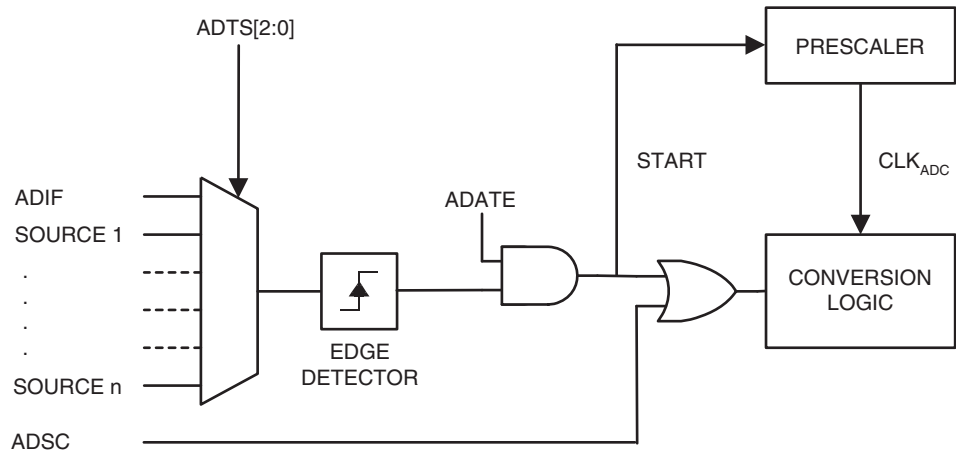 ADTS[2:0]
PRESCALER
START
CLKADC
ADIF
ADATE
SOURCE 1
.
.
.
.
CONVERSION
LOGIC
EDGE
DETECTOR
SOURCE n
ADSC